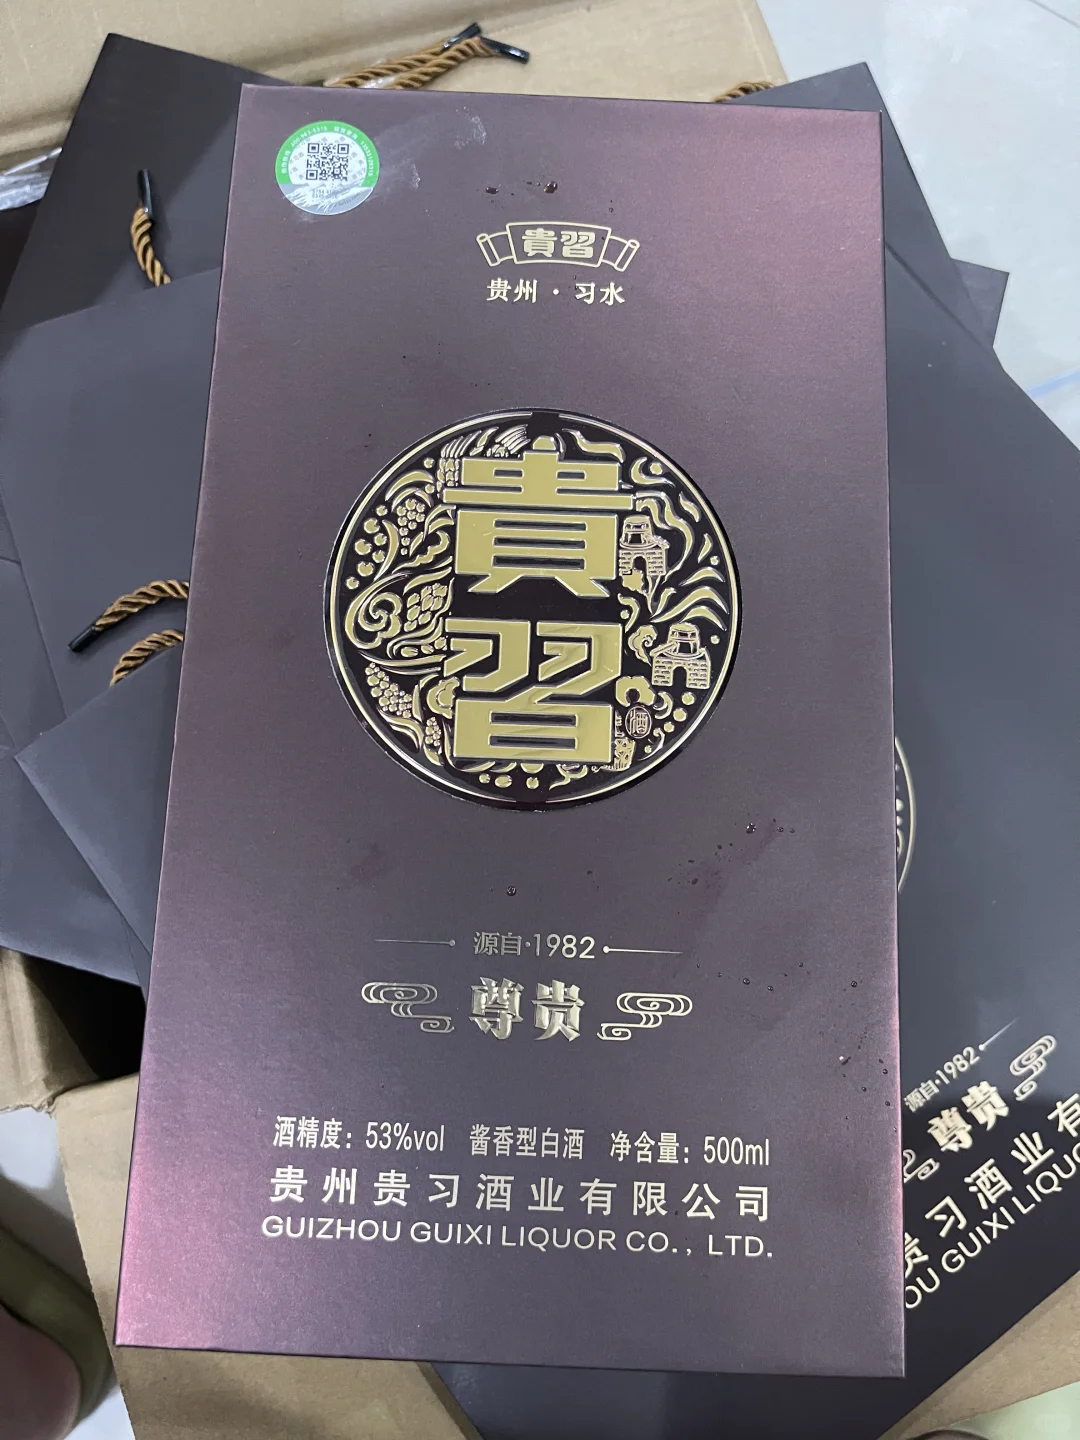 貴習
贵州·习水
貴
習
酒
源自·1982
尊贵
酒精度：53%vol 酱香型白酒 净含量：500ml
贵州贵习酒业有限公司
GUIZHOU GUIXI LIQUOR CO., LTD.
源自·1982
尊贵
贵习酒业有
OU GUIXI LIQUO